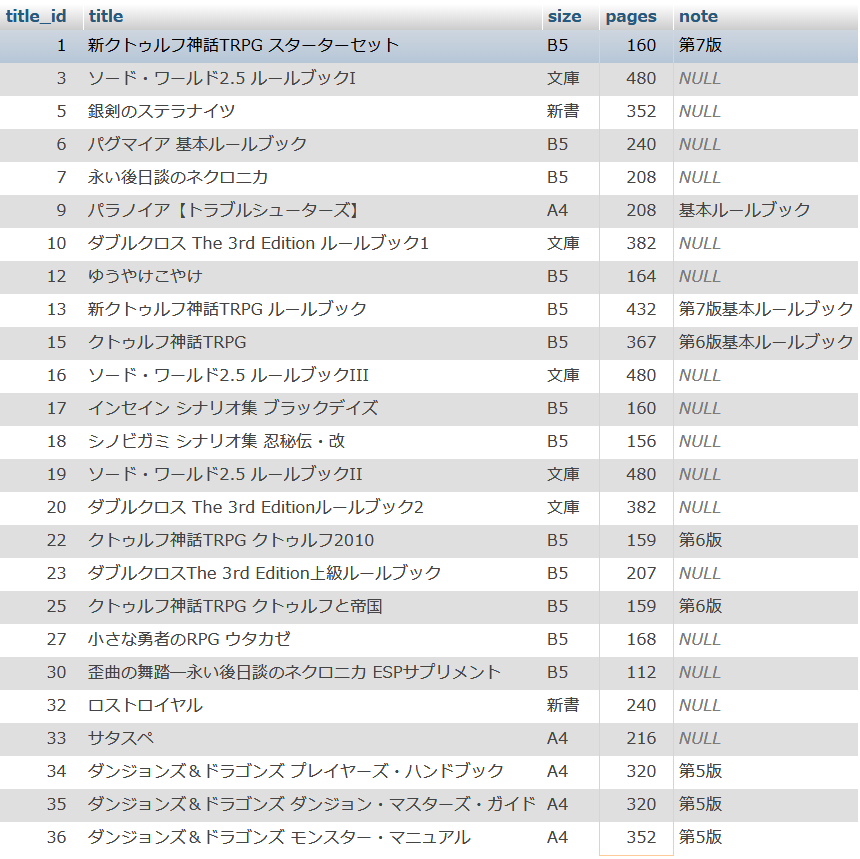 title_id title size pages note
1 新クトゥルフ神話TRPG スターターセット B5 160 第7版
3 ソード・ワールド2.5 ルールブックI 文庫 480 NULL
5 銀剣のステラナイツ 新書 352 NULL
6 パグマイア 基本ルールブック B5 240 NULL
7 永い後日談のネクロニカ B5 208 NULL
9 パラノイア【トラブルシューターズ】 A4 208 基本ルールブック
10 ダブルクロス The 3rd Edition ルールブック1 文庫 382 NULL
12 ゆうやけこやけ B5 164 NULL
13 新クトゥルフ神話TRPG ルールブック B5 432 第7版基本ルールブック
15 クトゥルフ神話TRPG B5 367 第6版基本ルールブック
16 ソード・ワールド2.5 ルールブックIII 文庫 480 NULL
17 インセイン シナリオ集 ブラックデイズ B5 160 NULL
18 シノビガミ シナリオ集 忍秘伝・改 B5 156 NULL
19 ソード・ワールド2.5 ルールブックII 文庫 480 NULL
20 ダブルクロス The 3rd Editionルールブック2 文庫 382 NULL
22 クトゥルフ神話TRPG クトゥルフ2010 B5 159 第6版
23 ダブルクロスThe 3rd Edition上級ルールブック B5 207 NULL
25 クトゥルフ神話TRPG クトゥルフと帝国 B5 159 第6版
27 小さな勇者のRPG ウタカゼ B5 168 NULL
30 歪曲の舞踏―永い後日談のネクロニカ ESPサプリメント B5 112 NULL
32 ロストロイヤル 新書 240 NULL
33 サタスペ A4 216 NULL
34 ダンジョンズ＆ドラゴンズ プレイヤーズ・ハンドブック A4 320 第5版
35 ダンジョンズ＆ドラゴンズ ダンジョン・マスターズ・ガイド A4 320 第5版
36 ダンジョンズ＆ドラゴンズ モンスター・マニュアル A4 352 第5版